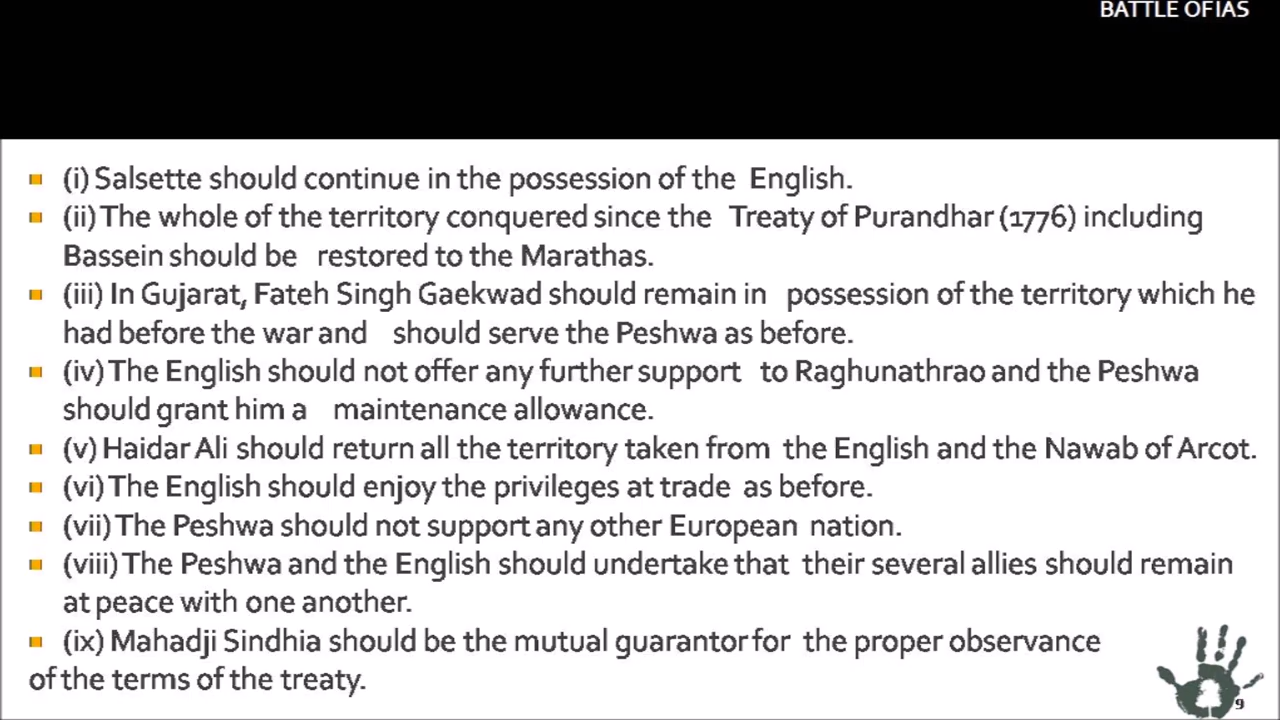 BATTLE OF IAS
(i) Salsette should continue in the possession of the English.
(ii) The whole of the territory conquered since the Treaty of Purandhar (1776) including
Bassein should be restored to the Marathas.
(iii) In Gujarat, Fateh Singh Gaekwad should remain in possession of the territory which he
had before the war and should serve the Peshwa as before.
(iv) The English should not offer any further support to Raghunathrao and the Peshwa
should grant him a maintenance allowance.
(v) Haidar Ali should return all the territory taken from the English and the Nawab of Arcot.
(vi) The English should enjoy the privileges at trade as before.
(vii) The Peshwa should not support any other European nation.
(viii) The Peshwa and the English should undertake that their several allies should remain
at peace with one another.
(ix) Mahadji Sindhia should be the mutual guarantor for the proper observance
of the terms of the treaty.
9